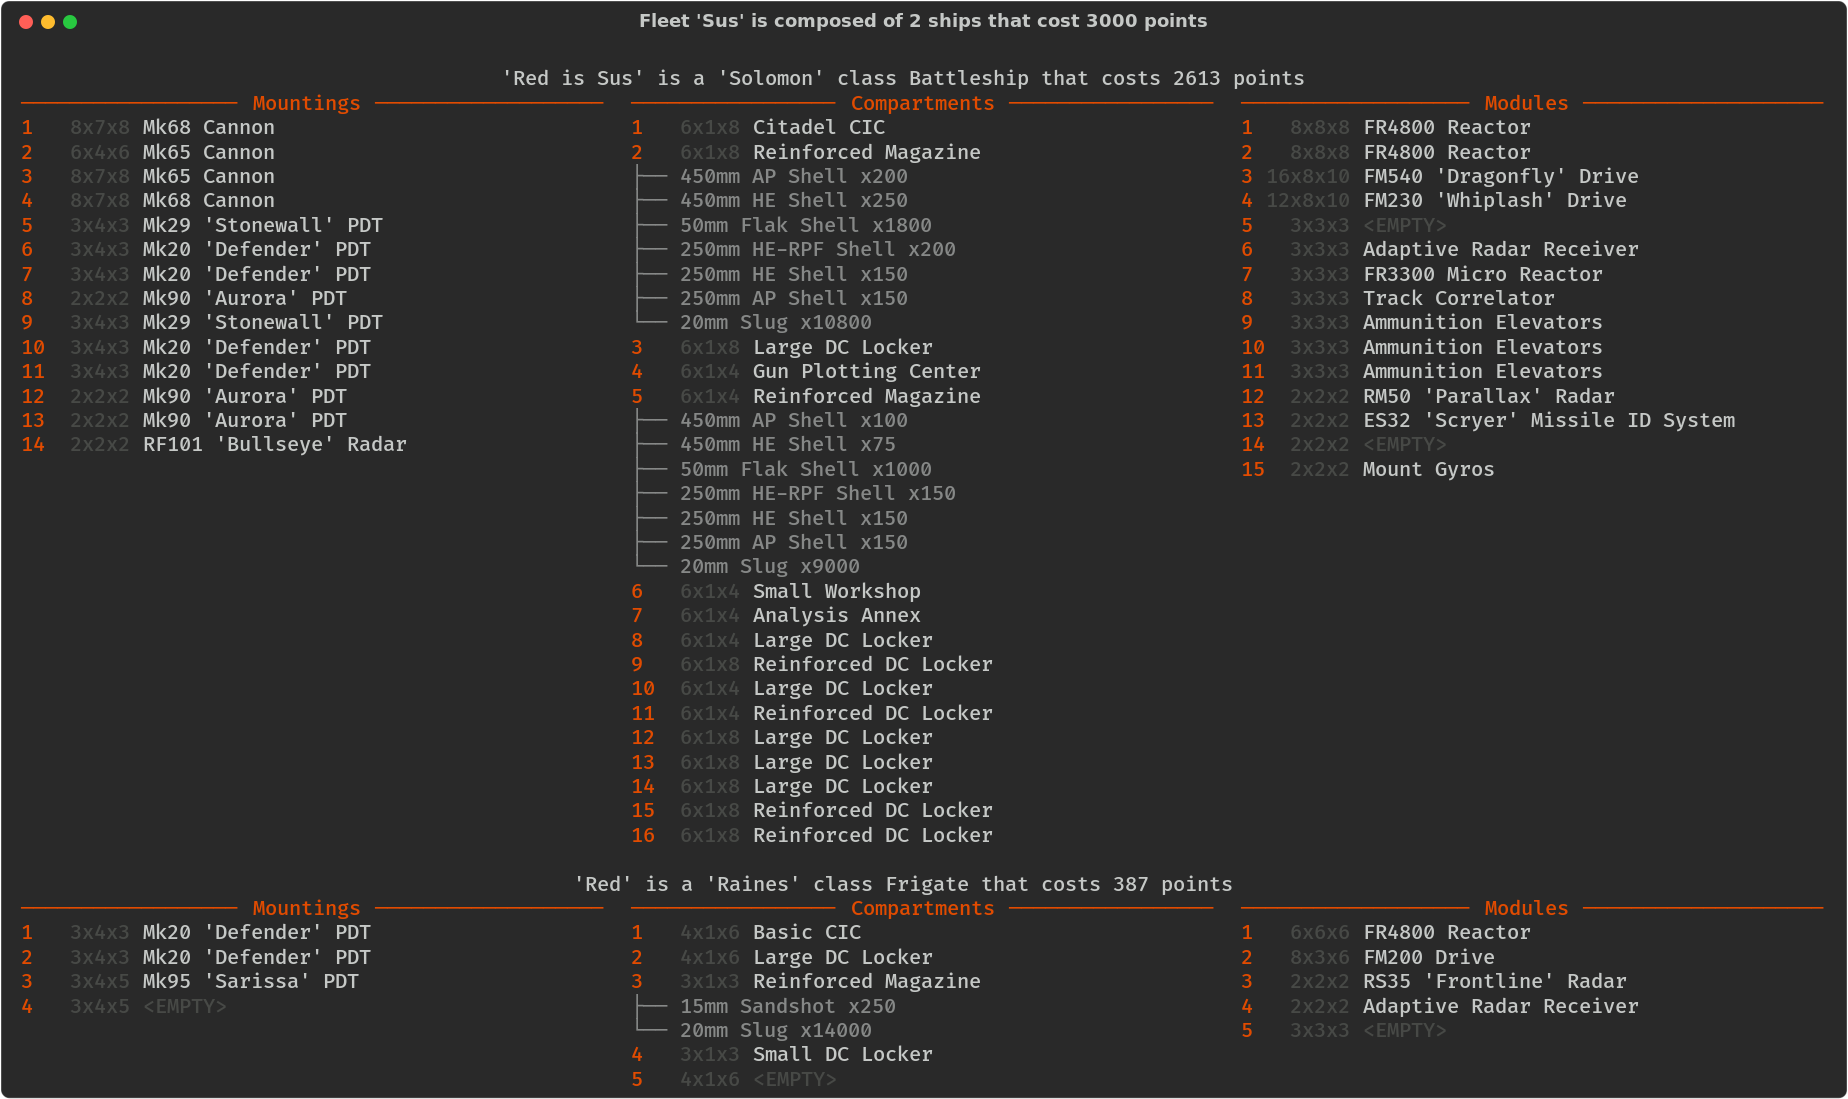 Fleet 'Sus' is composed of 2 ships that cost 3000 points
'Red is Sus' is a 'Solomon' class Battleship that costs 2613 points
Mountings
1 8x7x8 Mk68 Cannon
2 6x4x6 Mk65 Cannon
3 8x7x8 Mk65 Cannon
4 8x7x8 Mk68 Cannon
5 3x4x3 Mk29 'Stonewall' PDT
6 3x4x3 Mk20 'Defender' PDT
7 3x4x3 Mk20 'Defender' PDT
8 2x2x2 Mk90 'Aurora' PDT
9 3x4x3 Mk29 'Stonewall' PDT
10 3x4x3 Mk20 'Defender' PDT
11 3x4x3 Mk20 'Defender' PDT
12 2x2x2 Mk90 'Aurora' PDT
13 2x2x2 Mk90 'Aurora' PDT
14 2x2x2 RF101 'Bullseye' Radar
Compartments
1 6x1x8 Citadel CIC
2 6x1x8 Reinforced Magazine
450mm AP Shell x200
450mm HE Shell x250
50mm Flak Shell x1800
250mm HE-RPF Shell x200
250mm HE Shell x150
250mm AP Shell x150
20mm Slug x10800
3 6x1x8 Large DC Locker
4 6x1x4 Gun Plotting Center
5 6x1x4 Reinforced Magazine
450mm AP Shell x100
450mm HE Shell x75
50mm Flak Shell x1000
250mm HE-RPF Shell x150
250mm HE Shell x150
250mm AP Shell x150
20mm Slug x9000
6 6x1x4 Small Workshop
7 6x1x4 Analysis Annex
8 6x1x4 Large DC Locker
9 6x1x8 Reinforced DC Locker
10 6x1x4 Large DC Locker
11 6x1x4 Reinforced DC Locker
12 6x1x8 Large DC Locker
13 6x1x8 Large DC Locker
14 6x1x8 Large DC Locker
15 6x1x8 Reinforced DC Locker
16 6x1x8 Reinforced DC Locker
Modules
1 8x8x8 FR4800 Reactor
2 8x8x8 FR4800 Reactor
3 16x8x10 FM540 'Dragonfly' Drive
4 12x8x10 FM230 'Whiplash' Drive
5 3x3x3 <EMPTY>
6 3x3x3 Adaptive Radar Receiver
7 3x3x3 FR3300 Micro Reactor
8 3x3x3 Track Correlator
9 3x3x3 Ammunition Elevators
10 3x3x3 Ammunition Elevators
11 3x3x3 Ammunition Elevators
12 2x2x2 RM50 'Parallax' Radar
13 2x2x2 ES32 'Scryer' Missile ID System
14 2x2x2 <EMPTY>
15 2x2x2 Mount Gyros
'Red' is a 'Raines' class Frigate that costs 387 points
Mountings
1 3x4x3 Mk20 'Defender' PDT
2 3x4x3 Mk20 'Defender' PDT
3 3x4x5 Mk95 'Sarissa' PDT
4 3x4x5 <EMPTY>
Compartments
1 4x1x6 Basic CIC
2 4x1x6 Large DC Locker
3 3x1x3 Reinforced Magazine
15mm Sandshot x250
20mm Slug x14000
4 3x1x3 Small DC Locker
5 4x1x6 <EMPTY>
Modules
1 6x6x6 FR4800 Reactor
2 8x3x6 FM200 Drive
3 2x2x2 RS35 'Frontline' Radar
4 2x2x2 Adaptive Radar Receiver
5 3x3x3 <EMPTY>